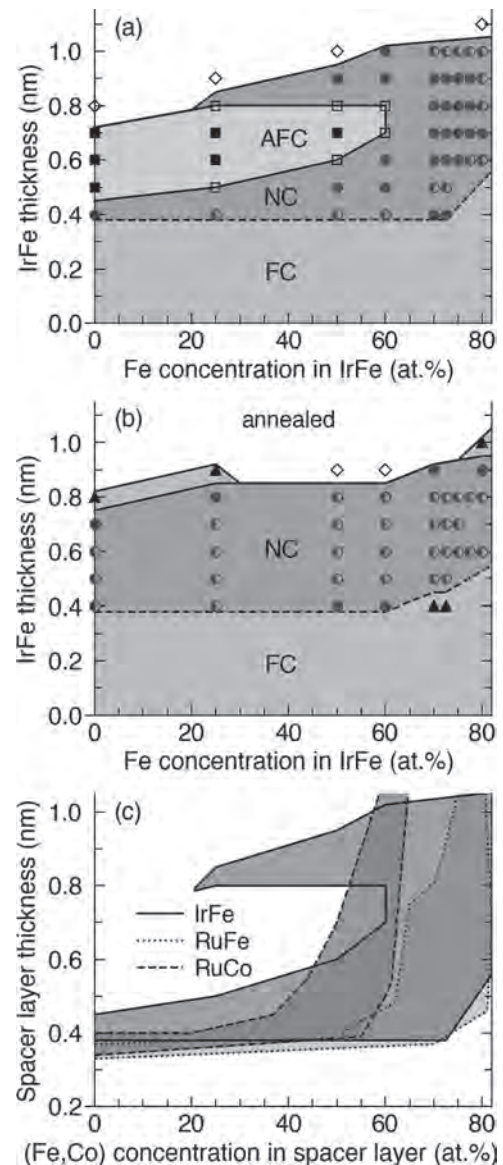 (a)
1.0
0.8
0.6
0.4
0.2
0.0
IrFe thickness (nm)
AFC
NC
FC
0 20 40 60 80
Fe concentration in IrFe (at.%)
(b) annealed
1.0
0.8
0.6
0.4
0.2
0.0
IrFe thickness (nm)
NC
FC
0 20 40 60 80
Fe concentration in IrFe (at.%)
(c)
1.0
0.8
0.6
0.4
0.2
Spacer layer thickness (nm)
IrFe
RuFe
RuCo
0 20 40 60 80
(Fe,Co) concentration in spacer layer (at.%)